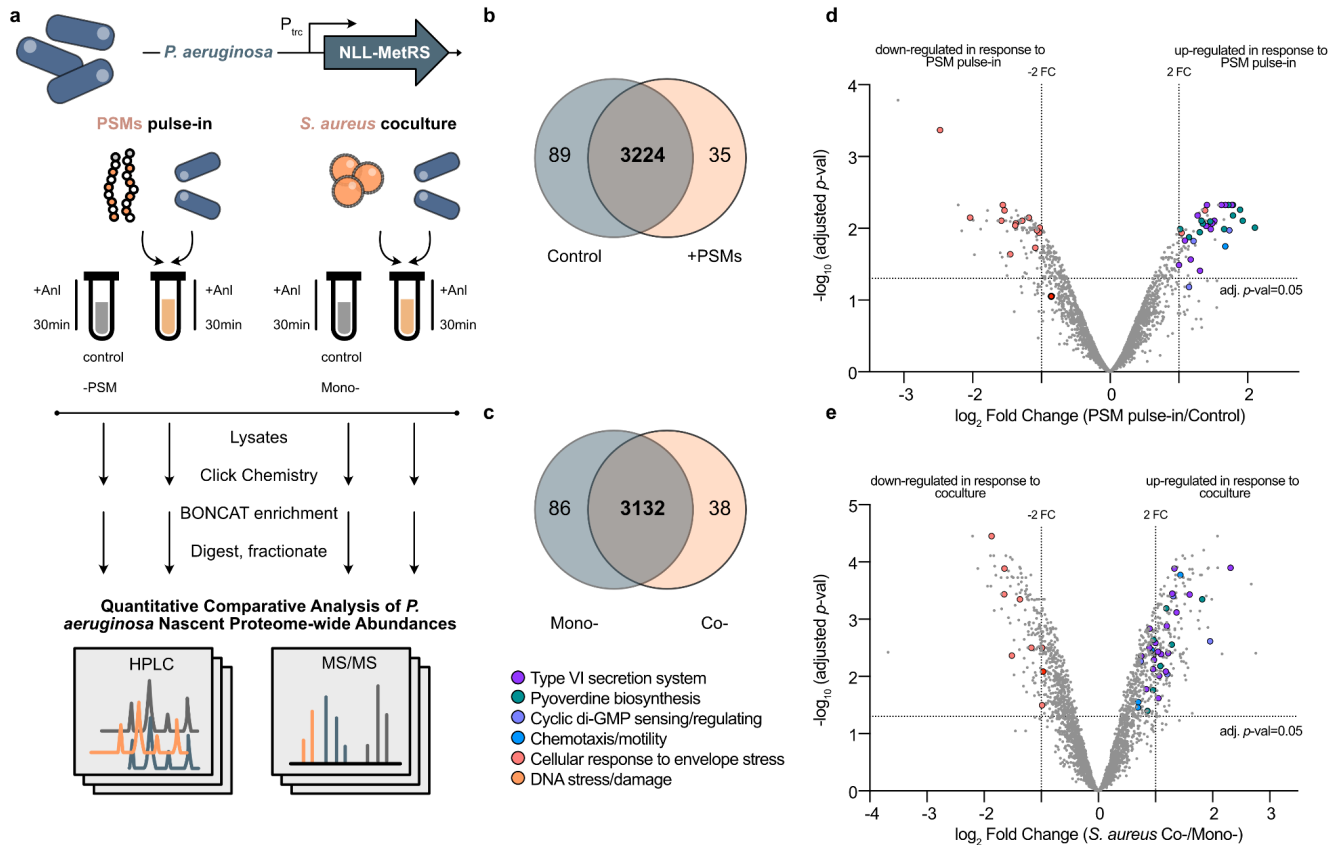 a
P. aeruginosa
Ptrc
NLL-MetRS
PSMs pulse-in
S. aureus coculture
+Anl
30min
+Anl
30min
+Anl
30min
+Anl
30min
control
control
-PSM
Mono-
Lysates
Click Chemistry
BONCAT enrichment
Digest, fractionate
Quantitative Comparative Analysis of P.
aeruginosa Nascent Proteome-wide Abundances
HPLC
MS/MS
b
89
3224
35
Control
+PSMs
c
86
3132
38
Mono-
Co-
Type VI secretion system
Pyoverdine biosynthesis
Cyclic di-GMP sensing/regulating
Chemotaxis/motility
Cellular response to envelope stress
DNA stress/damage
d
down-regulated in response to
PSM pulse-in
up-regulated in response to
PSM pulse-in
-2 FC
2 FC
4
3
2
1
0
-log10 (adjusted p-val)
adj. p-val=0.05
-3
-2
-1
0
1
2
log2 Fold Change (PSM pulse-in/Control)
e
down-regulated in response to
coculture
up-regulated in response to
coculture
-2 FC
2 FC
5
4
3
2
1
0
-log10 (adjusted p-val)
adj. p-val=0.05
-4
-3
-2
-1
0
1
2
3
log2 Fold Change (S. aureus Co-/Mono-)